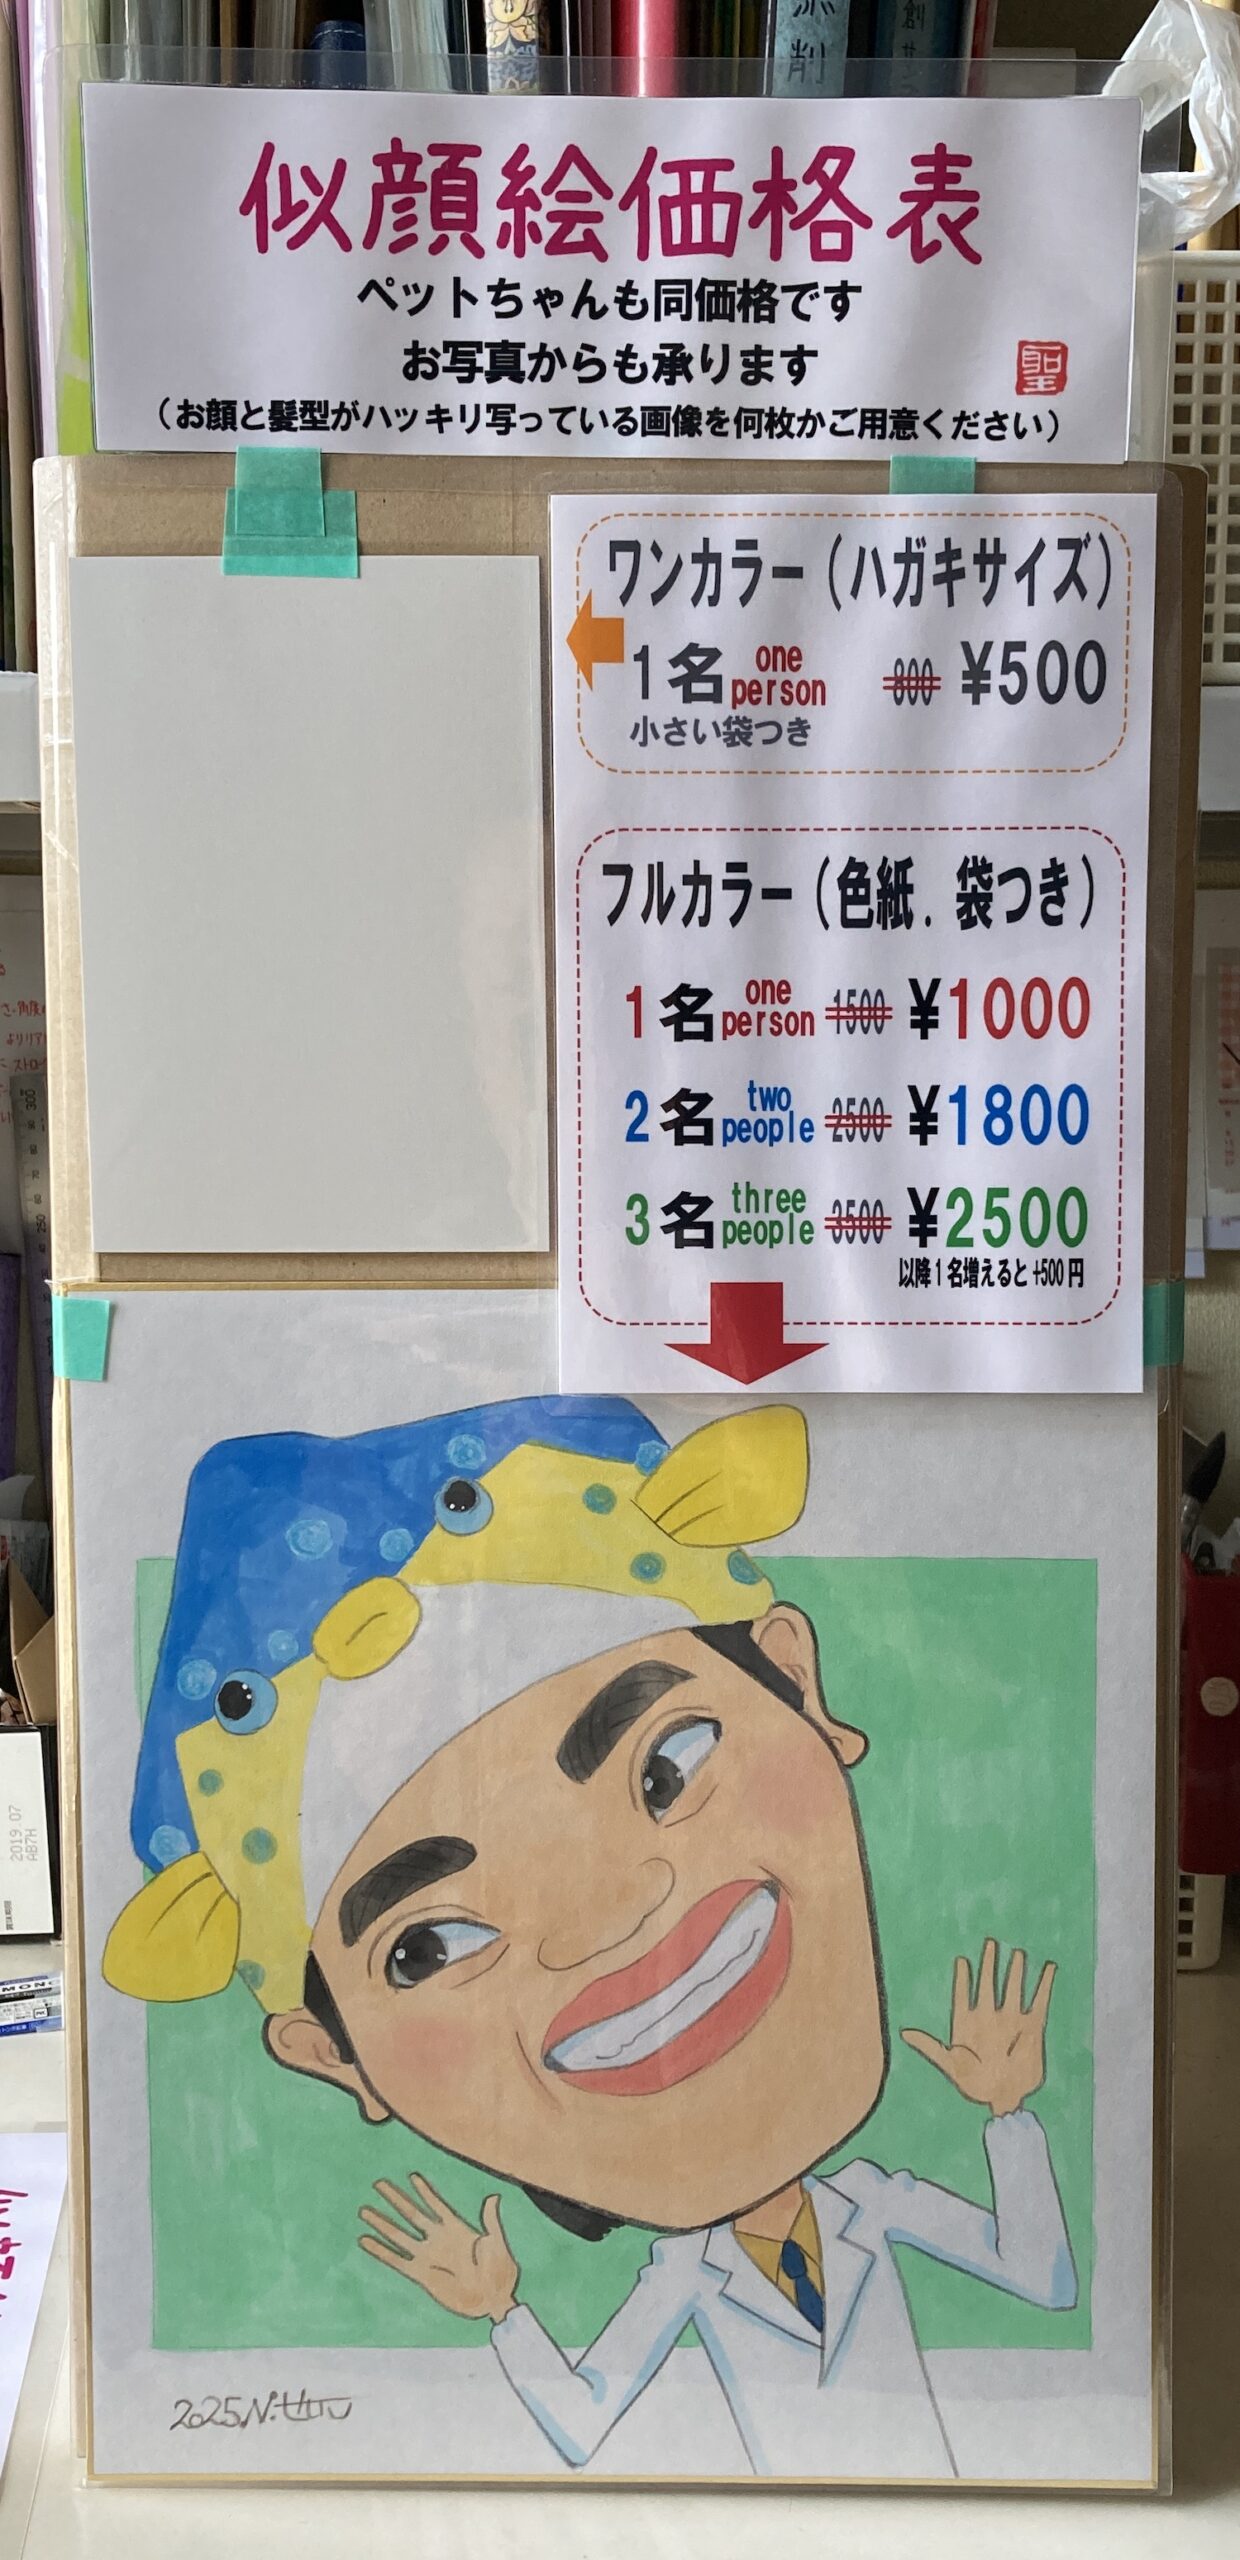 似顔絵価格表
ペットちゃんも同価格です
お写真からも承ります
聖
（お顔と髪型がハッキリ写っている画像を何枚かご用意ください）
ワンカラー（ハガキサイズ）
1名 one person 800 ¥500
小さい袋つき
フルカラー（色紙．袋つき）
1名 one person 1500 ¥1000
2名 two people 2500 ¥1800
3名 three people 3500 ¥2500
以降1名増えると+500円
2025.N.
2019.07
AB7H
MONO